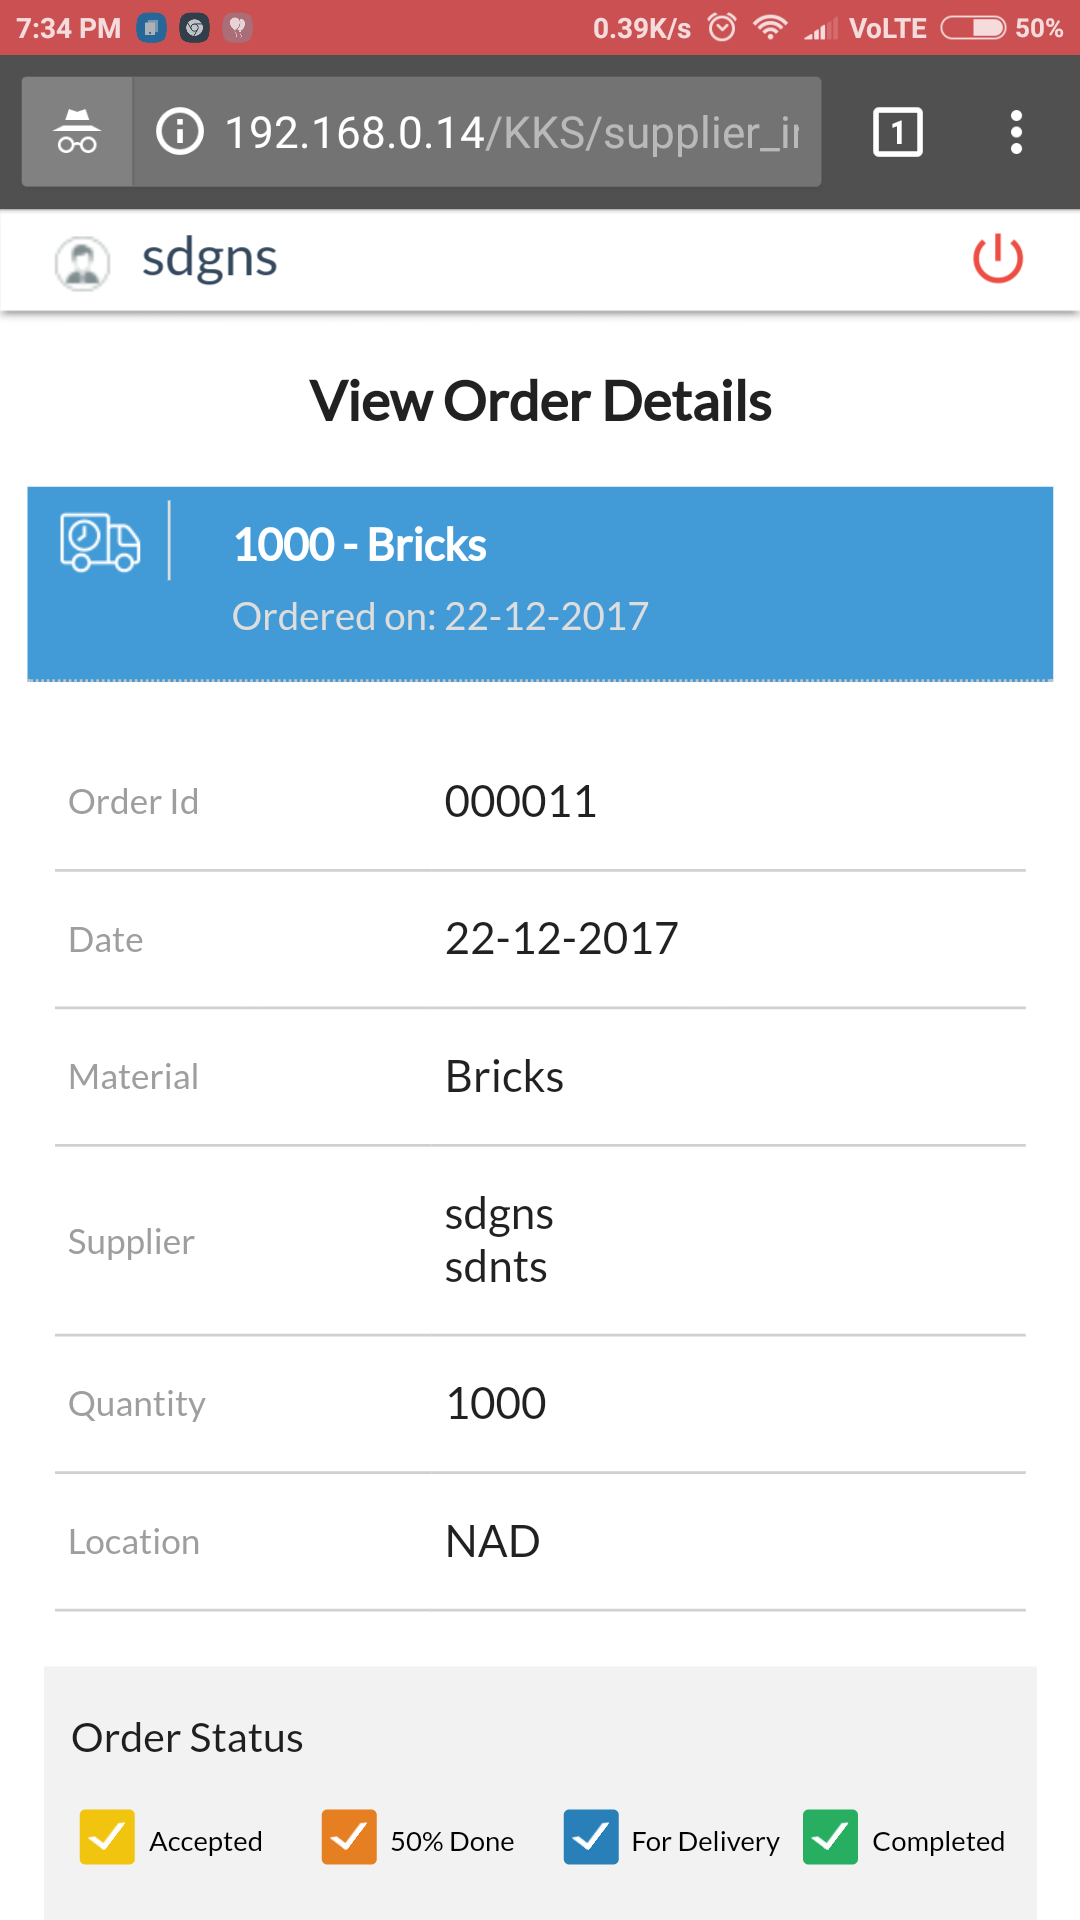 7:34 PM 0.39K/s VoLTE 50%
192.168.0.14/KKS/supplier_i
1
sdgns
View Order Details
1000 - Bricks
Ordered on: 22-12-2017
Order Id 000011
Date 22-12-2017
Material Bricks
Supplier sdgns
sdnts
Quantity 1000
Location NAD
Order Status
Accepted 50% Done For Delivery Completed